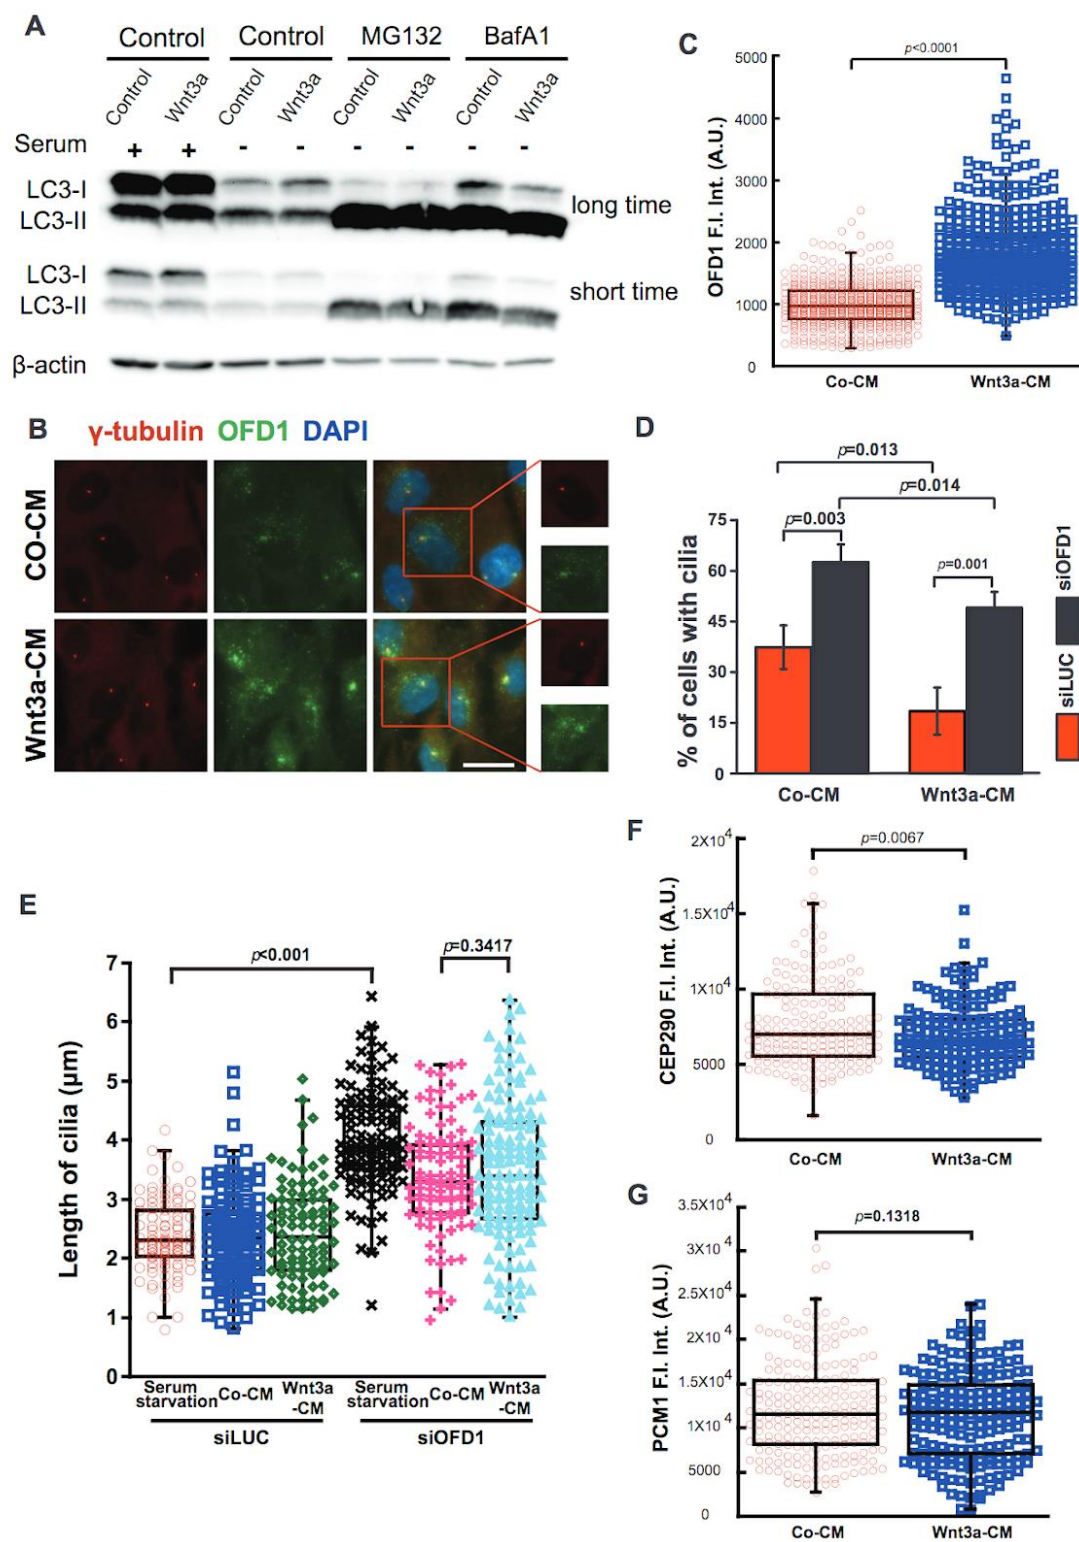 A
Control Control MG132 BafA1
Control Wnt3a Control Wnt3a Control Wnt3a Control Wnt3a
Serum + + - - - - - -
LC3-I
LC3-II
long time
LC3-I
LC3-II
short time
β-actin
B γ-tubulin OFD1 DAPI
CO-CM
Wnt3a-CM
C
p<0.0001
OFD1 F.I. Int. (A.U.)
5000
4000
3000
2000
1000
0
Co-CM Wnt3a-CM
D
p=0.013
p=0.014
p=0.003
p=0.001
% of cells with cilia
75
60
45
30
15
0
Co-CM Wnt3a-CM
siLUC siOFD1
E
p<0.001
p=0.3417
Length of cilia (µm)
7
6
5
4
3
2
1
0
Serum starvation Co-CM Wnt3a -CM Serum starvation Co-CM Wnt3a -CM
siLUC siOFD1
F
p=0.0067
CEP290 F.I. Int. (A.U.)
2X10⁴
1.5X10⁴
1X10⁴
5000
0
Co-CM Wnt3a-CM
G
p=0.1318
PCM1 F.I. Int. (A.U.)
3.5X10⁴
3X10⁴
2.5X10⁴
2X10⁴
1.5X10⁴
1X10⁴
5000
0
Co-CM Wnt3a-CM